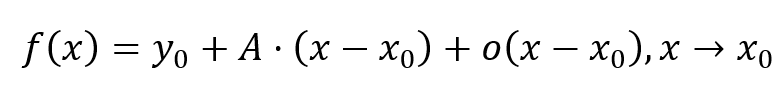 f(x) = y₀ + A · (x − x₀) + o(x − x₀), x → x₀